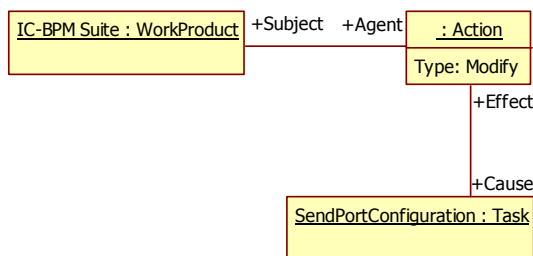 IC-BPM Suite : WorkProduct
+Subject
+Agent
: Action
Type: Modify
+Effect
+Cause
SendPortConfiguration : Task